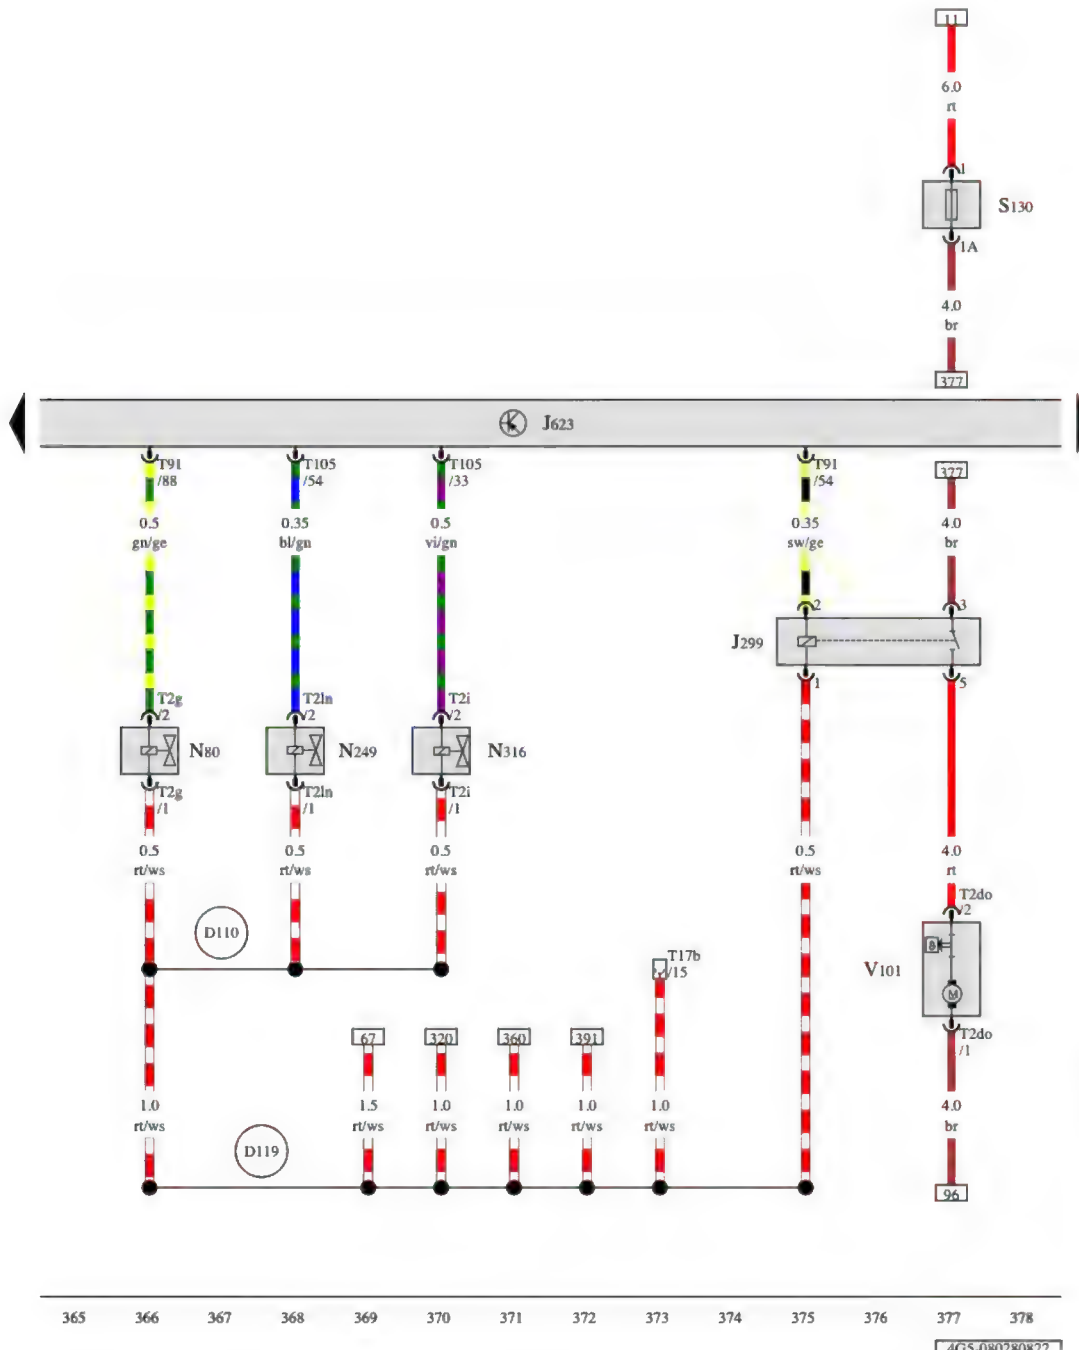 11
6.0
rt
1
S130
1A
4.0
br
377
J623
T91
/88
T105
/54
T105
/33
T91
/54
377
0.5
gn/ge
0.35
bl/gn
0.5
vi/gn
0.35
sw/ge
4.0
br
2
3
J299
1
5
T2g
/2
T2ln
/2
T2i
/2
N80
N249
N316
T2g
/1
T2ln
/1
T2i
/1
0.5
rt/ws
0.5
rt/ws
0.5
rt/ws
0.5
rt/ws
4.0
rt
T2do
/2
D110
V101
M
T17b
/15
T2do
/1
67
320
360
391
1.0
rt/ws
1.5
rt/ws
1.0
rt/ws
1.0
rt/ws
1.0
rt/ws
1.0
rt/ws
4.0
br
D119
96
365 366 367 368 369 370 371 372 373 374 375 376 377 378
4G5-080280822